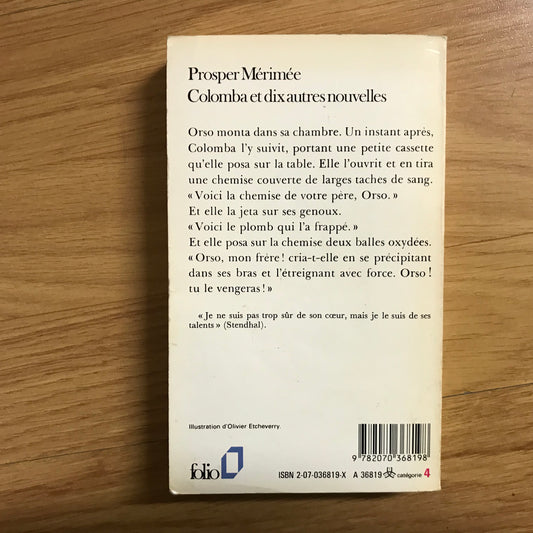 Prosper Mérimée
Colomba et dix autres nouvelles
Orso monta dans sa chambre. Un instant après,
Colomba l'y suivit, portant une petite cassette
qu'elle posa sur la table. Elle l'ouvrit et en tira
une chemise couverte de larges taches de sang.
« Voici la chemise de votre père, Orso. »
Et elle la jeta sur ses genoux.
« Voici le plomb qui l'a frappé. »
Et elle posa sur la chemise deux balles oxydées.
« Orso, mon frère ! cria-t-elle en se précipitant
dans ses bras et l'étreignant avec force. Orso !
tu le vengeras ! »
« Je ne suis pas trop sûr de son cœur, mais je le suis de ses
talents » (Stendhal).
Illustration d'Olivier Etcheverry.
9 782070 368198
folio
ISBN 2-07-036819-X A 36819 catégorie 4